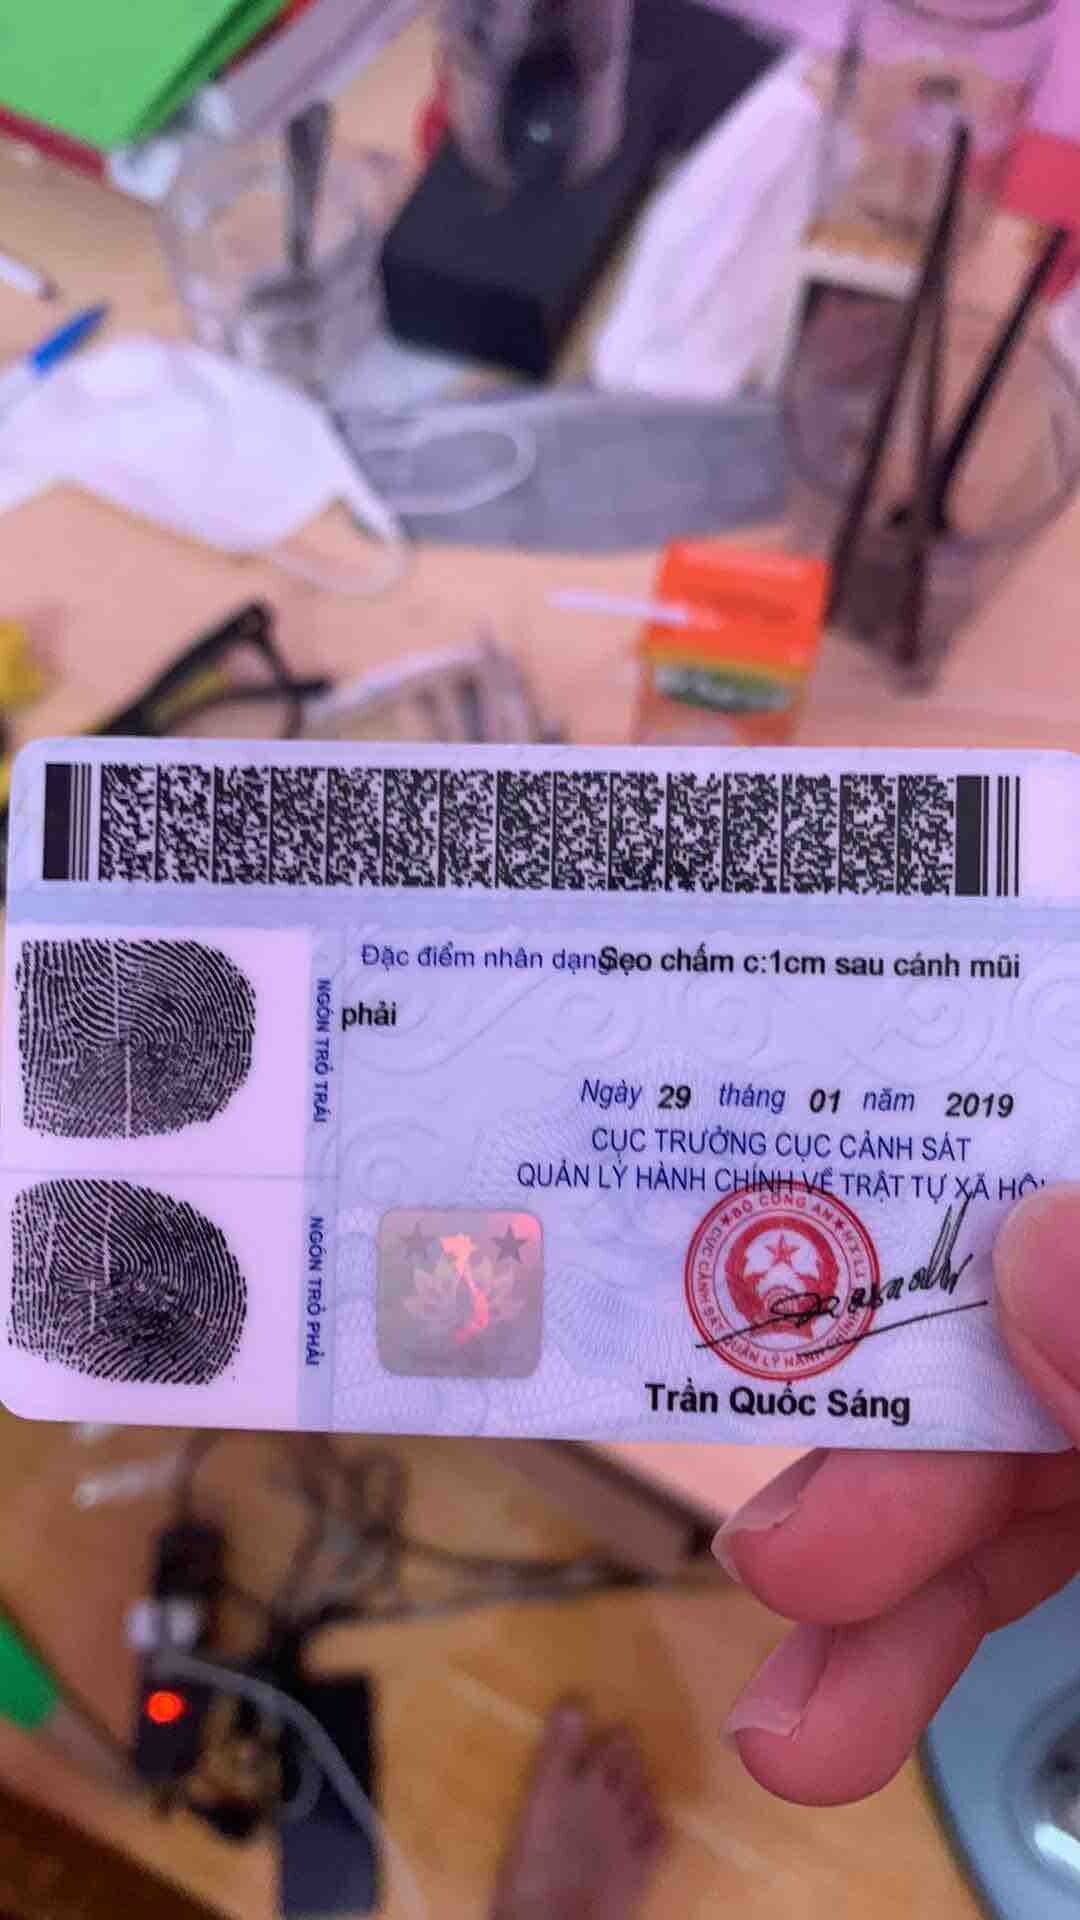 Đặc điểm nhân dạng Sẹo chấm c:1cm sau cánh mũi
phải
NGÓN TRỎ TRÁI
Ngày 29 tháng 01 năm 2019
CỤC TRƯỞNG CỤC CẢNH SÁT
QUẢN LÝ HÀNH CHÍNH VỀ TRẬT TỰ XÃ HỘI
NGÓN TRỎ PHẢI
BỘ CÔNG AN
Trần Quốc Sáng